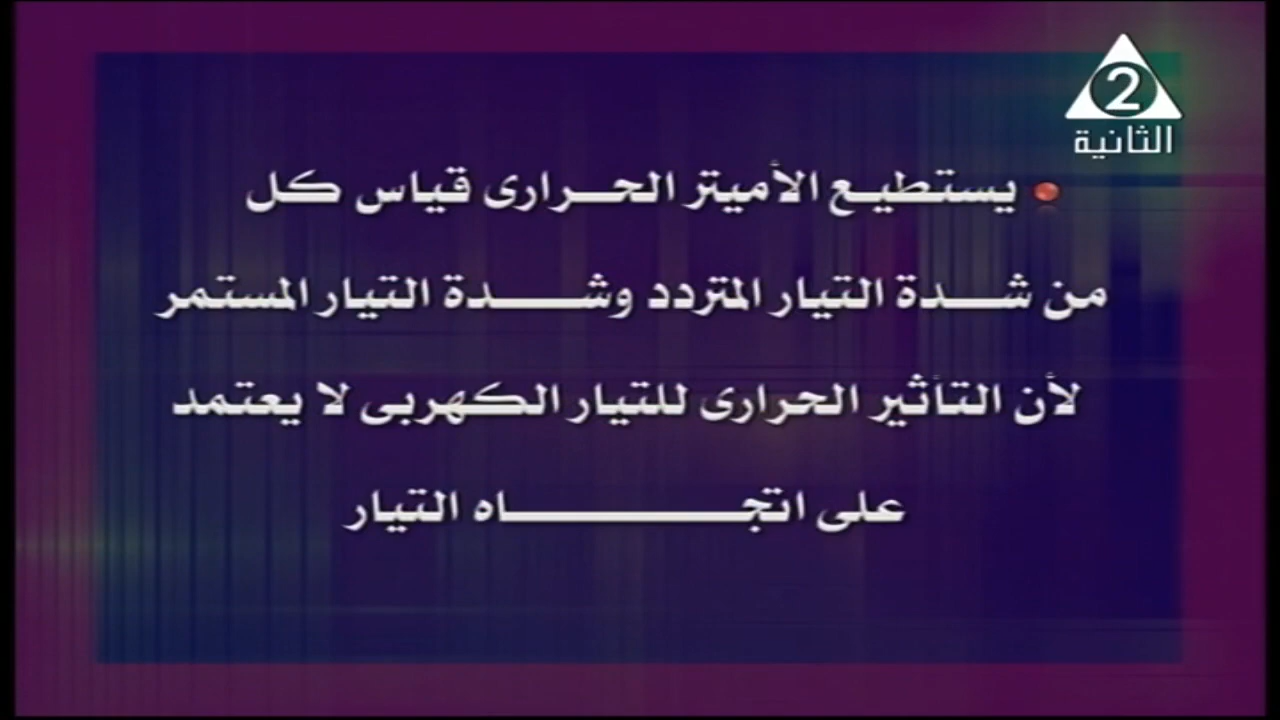 2
الثانية
يستطيع الأميتر الحرارى قياس كل
من شدة التيار المتردد وشدة التيار المستمر
لأن التأثير الحرارى للتيار الكهربى لا يعتمد
على اتجاه التيار